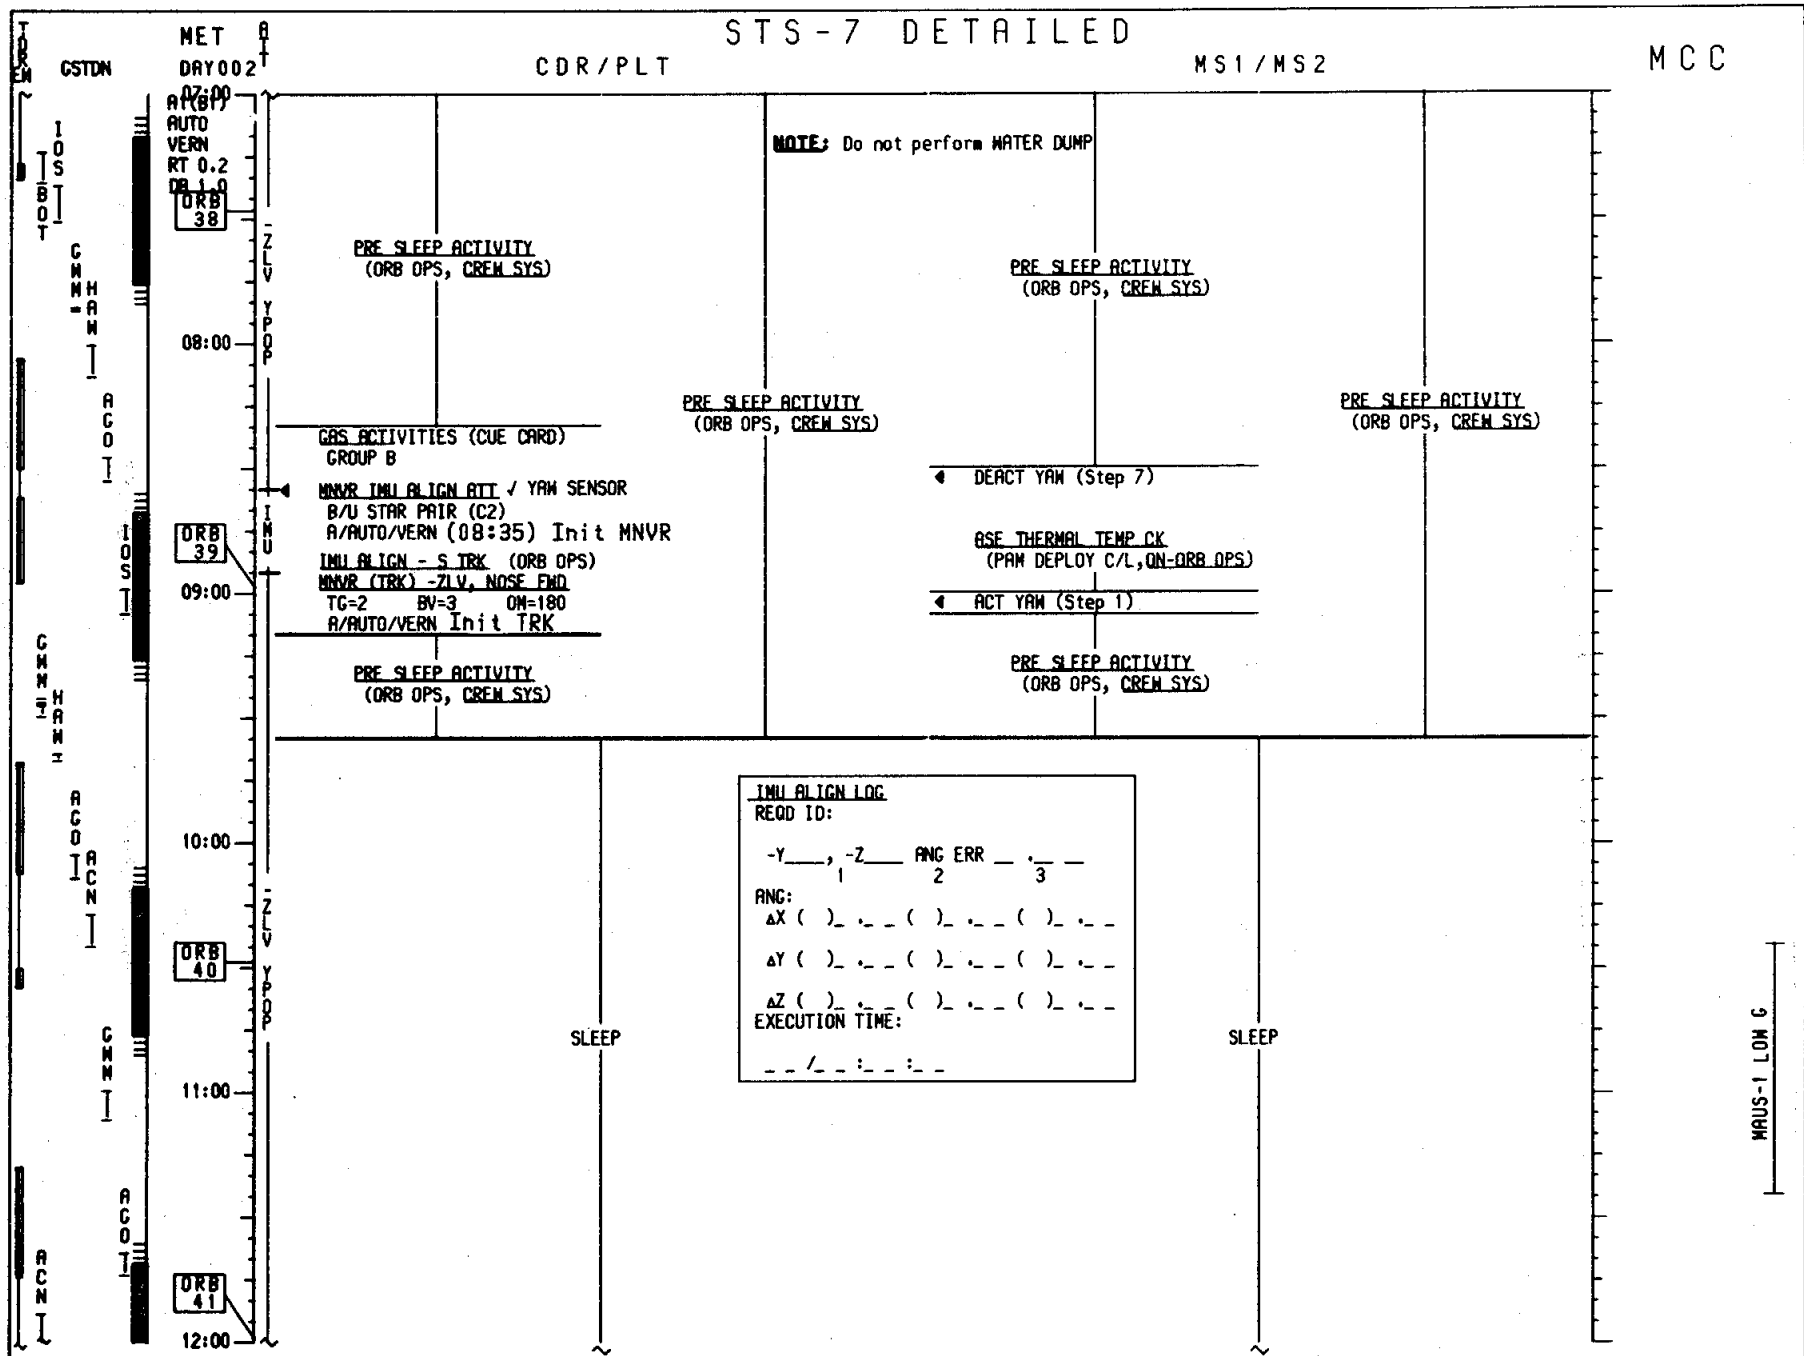 STS-7 DETAILED
TDRS
EW
GSTDN
MET
DAY002
ATT
CDR/PLT
MS1/MS2
MCC
07:00
A1(B1)
AUTO
VERN
RT 0.2
DB 1.0
ORB
38
IOS
BOT
GWM
HAW
-ZLV YPOP
NOTE: Do not perform WATER DUMP
PRE SLEEP ACTIVITY
(ORB OPS, CREW SYS)
PRE SLEEP ACTIVITY
(ORB OPS, CREW SYS)
08:00
AGO
PRE SLEEP ACTIVITY
(ORB OPS, CREW SYS)
PRE SLEEP ACTIVITY
(ORB OPS, CREW SYS)
GAS ACTIVITIES (CUE CARD)
GROUP B
MNVR IMU ALIGN ATT √ YAW SENSOR
B/U STAR PAIR (C2)
A/AUTO/VERN (08:35) Init MNVR
IMU ALIGN - S TRK (ORB OPS)
MNVR (TRK) -ZLV, NOSE FWD
TG=2 BV=3 OM=180
A/AUTO/VERN Init TRK
IMU
DEACT YAW (Step 7)
ASE THERMAL TEMP CK
(PAM DEPLOY C/L, ON-ORB OPS)
ACT YAW (Step 1)
ORB
39
IOS
09:00
GWM
HAW
PRE SLEEP ACTIVITY
(ORB OPS, CREW SYS)
PRE SLEEP ACTIVITY
(ORB OPS, CREW SYS)
10:00
AGO
ACN
-ZLV YPOP
IMU ALIGN LOG
REQD ID:
-Y____, -Z____ ANG ERR __ .__ __
1 2 3
ANG:
ΔX ( )_ ._ _ ( )_ ._ _ ( )_ ._ _
ΔY ( )_ ._ _ ( )_ ._ _ ( )_ ._ _
ΔZ ( )_ ._ _ ( )_ ._ _ ( )_ ._ _
EXECUTION TIME:
_ _ /_ _ :_ _ :_ _
ORB
40
GWM
SLEEP
SLEEP
11:00
MAUS-1 LOW G
AGO
ACN
ORB
41
12:00